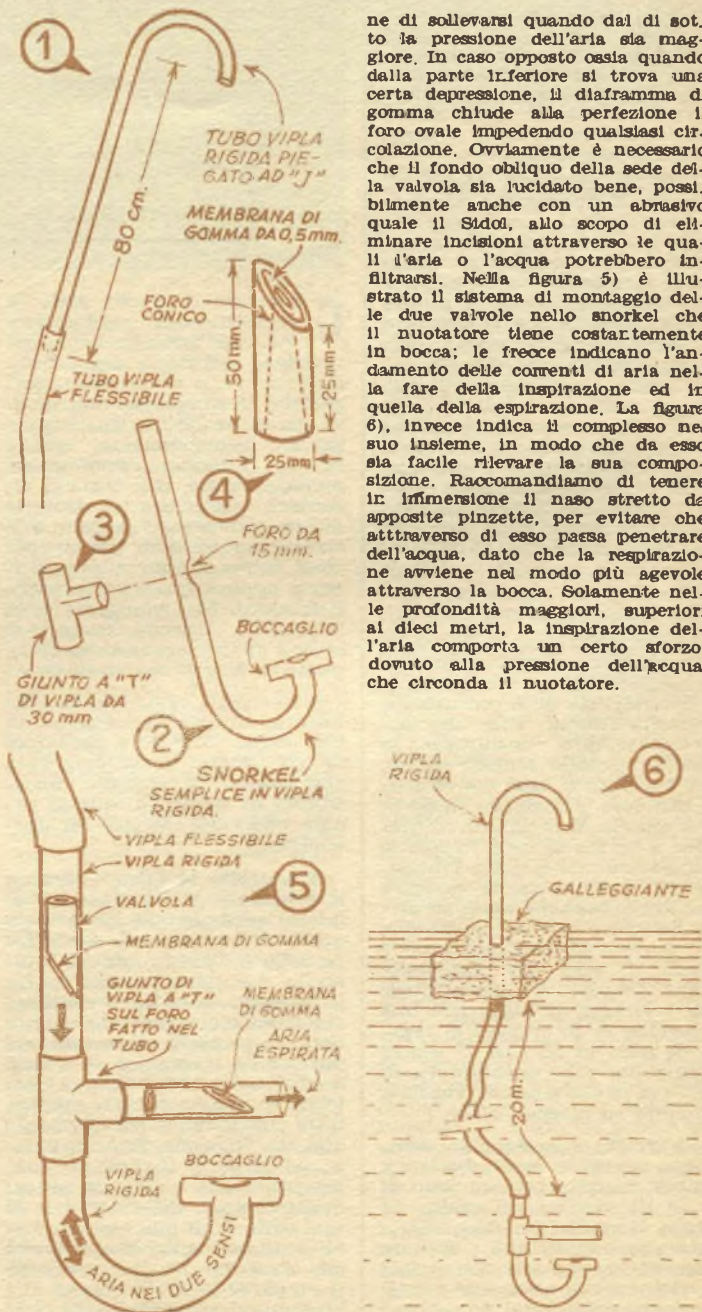 1
TUBO VIPLA
RIGIDA PIE-
GATO AD "J"
80 cm.
MEMBRANA DI
GOMMA DA 0,5 mm.
FORO
CONICO
50 mm.
25 mm.
25 mm
TUBO VIPLA
FLESSIBILE
4
3
FORO DA
15 mm.
BOCCAGLIO
GIUNTO A "T"
DI VIPLA DA
30 mm
2
SNORKEL
SEMPLICE IN VIPLA
RIGIDA.
VIPLA FLESSIBILE
VIPLA RIGIDA
5
VALVOLA
MEMBRANA DI GOMMA
GIUNTO DI
VIPLA A "T"
SUL FORO
FATTO NEL
TUBO
MEMBRANA
DI GOMMA
ARIA
ESPIRATA
VIPLA
RIGIDA
BOCCAGLIO
ARIA NEI DUE SENSI
ne di sollevarsi quando dal di sot.
to la pressione dell'aria sia mag-
giore. In caso opposto ossia quando
dalla parte inferiore si trova una
certa depressione, il diaframma di
gomma chiude alla perfezione il
foro ovale impedendo qualsiasi cir.
colazione. Ovviamente è necessario
che il fondo obliquo della sede del-
la valvola sia lucidato bene, possi.
bilmente anche con un abrasivo
quale il Sidol, allo scopo di eli-
minare incisioni attraverso le qua-
li l'aria o l'acqua potrebbero in-
filtrarsi. Nella figura 5) è illu-
strato il sistema di montaggio del-
le due valvole nello snorkel che
il nuotatore tiene costantemente
in bocca; le frecce indicano l'an-
damento delle correnti di aria nel-
la fare della inspirazione ed in
quella della espirazione. La figura
6), invece indica il complesso nel
suo insieme, in modo che da esso
sia facile rilevare la sua compo-
sizione. Raccomandiamo di tenere
in immersione il naso stretto da
apposite pinzette, per evitare che
atttraverso di esso passa penetrare
dell'acqua, dato che la respirazio-
ne avviene nel modo più agevole
attraverso la bocca. Solamente nel-
le profondità maggiori, superiori
ai dieci metri, la inspirazione del-
l'aria comporta un certo sforzo
dovuto alla pressione dell'acqua
che circonda il nuotatore.
VIPLA
RIGIDA
6
GALLEGGIANTE
20 m.